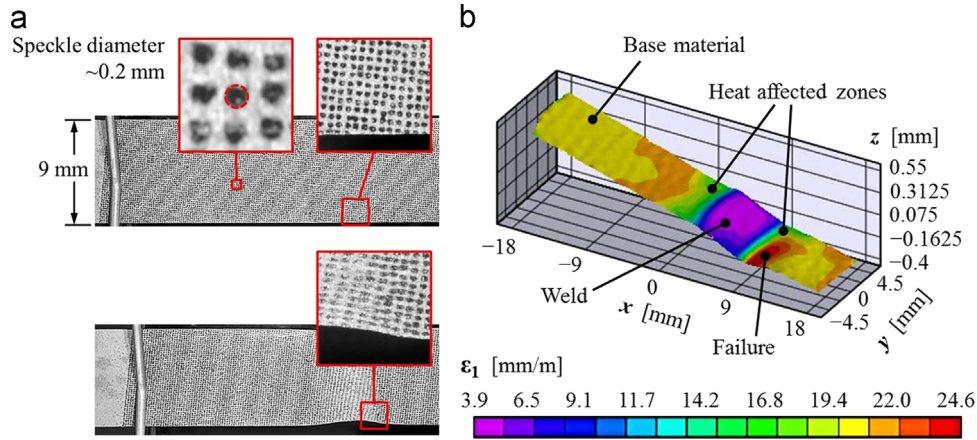 a
Speckle diameter
~0.2 mm
9 mm
b
Base material
Heat affected zones
z [mm]
0.55
0.3125
0.075
−0.1625
−0.4
4.5
0
−4.5
y [mm]
−18
−9
0
9
18
x [mm]
Weld
Failure
ε1 [mm/m]
3.9 6.5 9.1 11.7 14.2 16.8 19.4 22.0 24.6